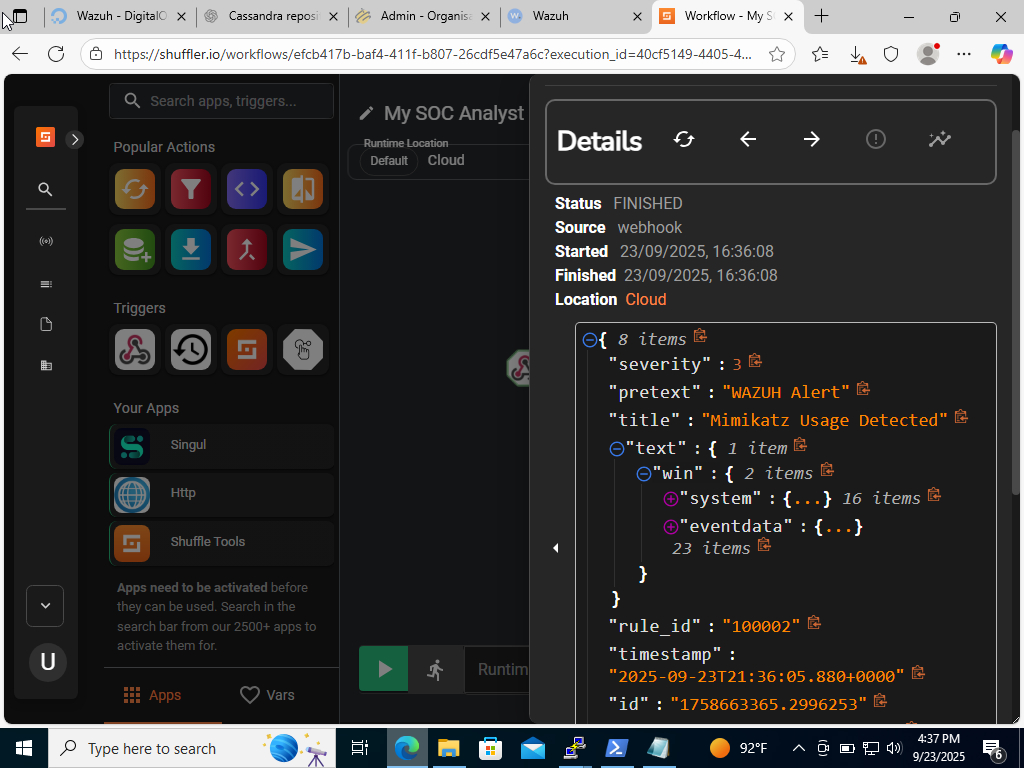 Wazuh - DigitalO
Cassandra reposi
Admin - Organisa
Wazuh
Workflow - My S
https://shuffler.io/workflows/efcb417b-baf4-411f-b807-26cdf5e47a6c?execution_id=40cf5149-4405-4...
Search apps, triggers...
Popular Actions
Triggers
Your Apps
Singul
Http
Shuffle Tools
Apps need to be activated before
they can be used. Search in the
search bar from our 2500+ apps to
activate them for.
Apps
Vars
U
My SOC Analyst
Runtime Location
Default
Cloud
Runtim
Details
Status FINISHED
Source webhook
Started 23/09/2025, 16:36:08
Finished 23/09/2025, 16:36:08
Location Cloud
{ 8 items
"severity" : 3
"pretext" : "WAZUH Alert"
"title" : "Mimikatz Usage Detected"
"text" : { 1 item
"win" : { 2 items
"system" : {...} 16 items
"eventdata" : {...}
23 items
}
}
"rule_id" : "100002"
"timestamp" :
"2025-09-23T21:36:05.880+0000"
"id" : "1758663365.2996253"
Type here to search
92°F
4:37 PM
9/23/2025
6